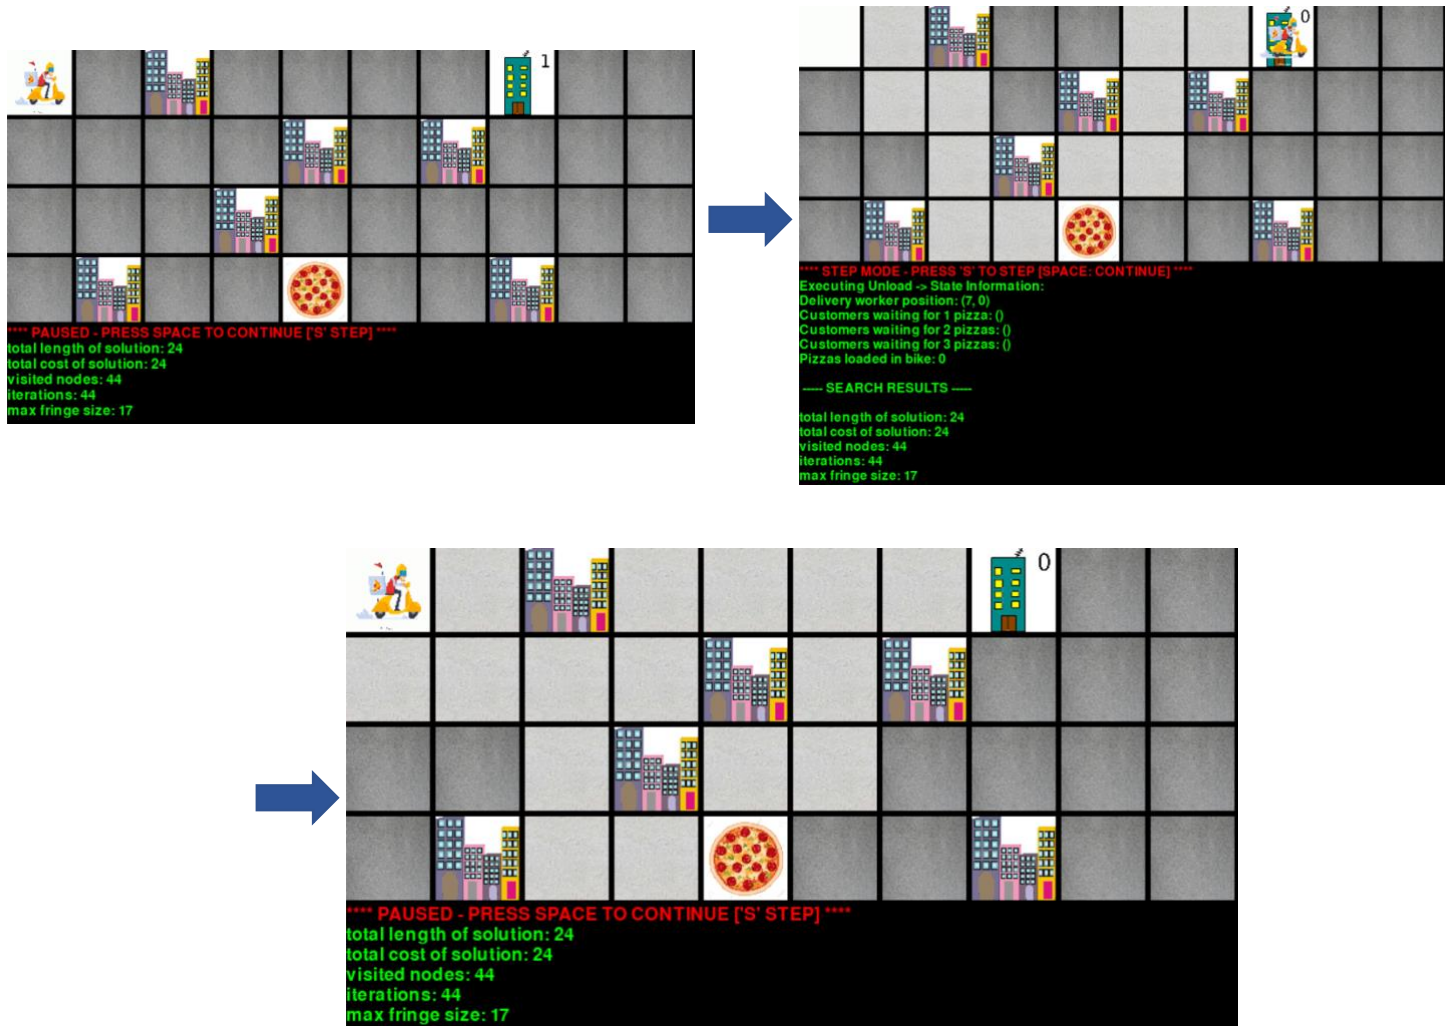 1
**** PAUSED - PRESS SPACE TO CONTINUE ['S' STEP] ****
total length of solution: 24
total cost of solution: 24
visited nodes: 44
iterations: 44
max fringe size: 17
0
**** STEP MODE - PRESS 'S' TO STEP [SPACE: CONTINUE] ****
Executing Unload -> State Information:
Delivery worker position: (7, 0)
Customers waiting for 1 pizza: ()
Customers waiting for 2 pizzas: ()
Customers waiting for 3 pizzas: ()
Pizzas loaded in bike: 0
----- SEARCH RESULTS -----
total length of solution: 24
total cost of solution: 24
visited nodes: 44
iterations: 44
max fringe size: 17
0
**** PAUSED - PRESS SPACE TO CONTINUE ['S' STEP] ****
total length of solution: 24
total cost of solution: 24
visited nodes: 44
iterations: 44
max fringe size: 17